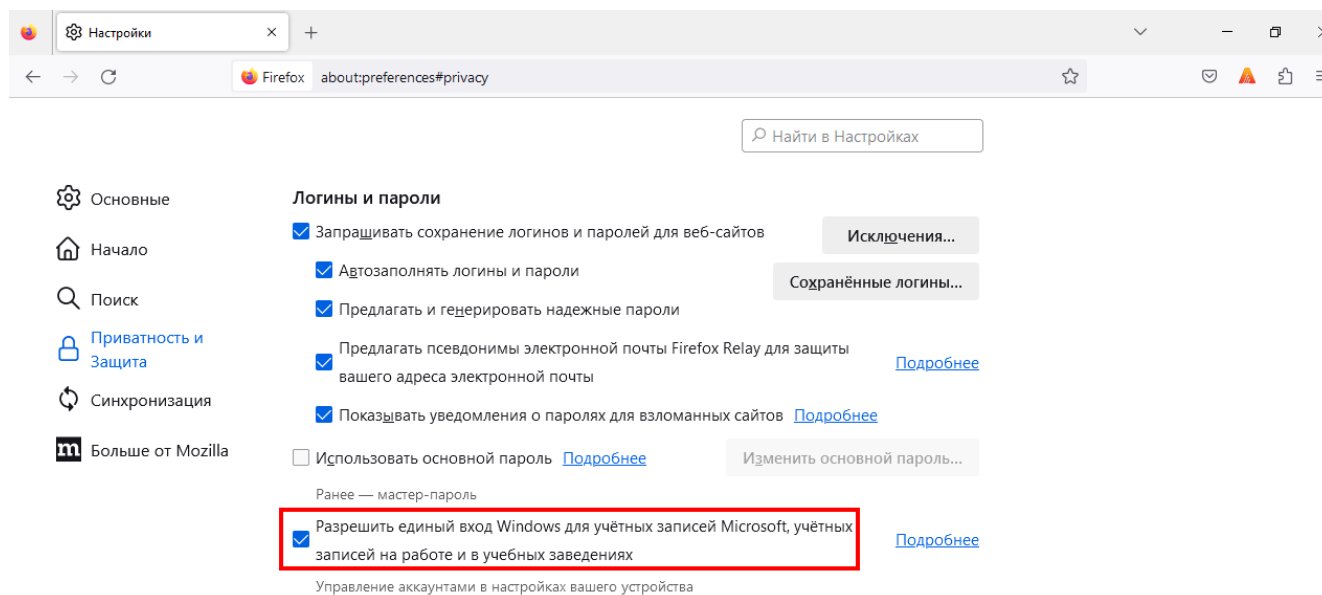 Настройки
Firefox about:preferences#privacy
Найти в Настройках
Основные
Начало
Поиск
Приватность и
Защита
Синхронизация
m Больше от Mozilla
Логины и пароли
Запрашивать сохранение логинов и паролей для веб-сайтов
Исключения...
Автозаполнять логины и пароли
Сохранённые логины...
Предлагать и генерировать надежные пароли
Предлагать псевдонимы электронной почты Firefox Relay для защиты
вашего адреса электронной почты
Подробнее
Показывать уведомления о паролях для взломанных сайтов Подробнее
Использовать основной пароль Подробнее
Изменить основной пароль...
Ранее — мастер-пароль
Разрешить единый вход Windows для учётных записей Microsoft, учётных
записей на работе и в учебных заведениях
Подробнее
Управление аккаунтами в настройках вашего устройства